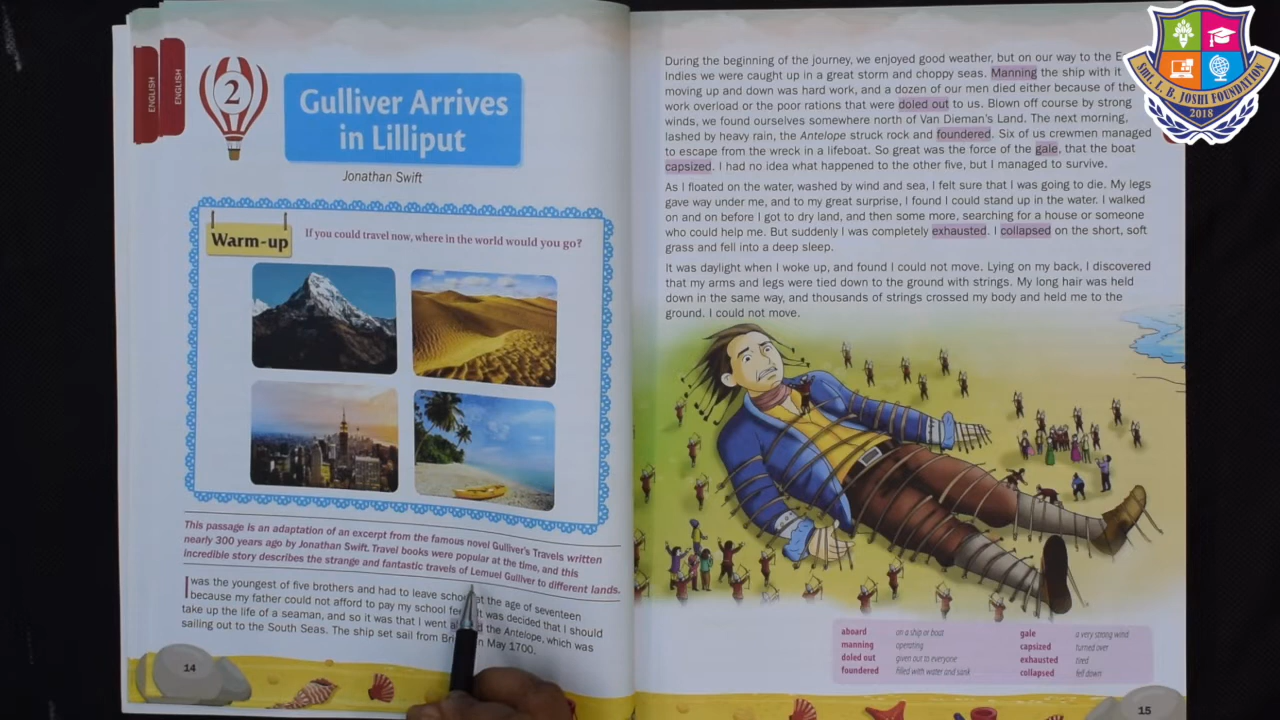 ENGLISH
ENGLISH
2
Gulliver Arrives
in Lilliput
Jonathan Swift
Warm-up
If you could travel now, where in the world would you go?
This passage is an adaptation of an excerpt from the famous novel Gulliver's Travels written
nearly 300 years ago by Jonathan Swift. Travel books were popular at the time, and this
incredible story describes the strange and fantastic travels of Lemuel Gulliver to different lands.
I was the youngest of five brothers and had to leave school at the age of seventeen
because my father could not afford to pay my school It was decided that I should
take up the life of a seaman, and so it was that I went the Antelope, which was
sailing out to the South Seas. The ship set sail from in May 1700.
14
During the beginning of the journey, we enjoyed good weather, but on our way to the
Indies we were caught up in a great storm and choppy seas. Manning the ship with it
moving up and down was hard work, and a dozen of our men died either because of the
work overload or the poor rations that were doled out to us. Blown off course by strong
winds, we found ourselves somewhere north of Van Dieman's Land. The next morning,
lashed by heavy rain, the Antelope struck rock and foundered. Six of us crewmen managed
to escape from the wreck in a lifeboat. So great was the force of the gale, that the boat
capsized. I had no idea what happened to the other five, but I managed to survive.
As I floated on the water, washed by wind and sea, I felt sure that I was going to die. My legs
gave way under me, and to my great surprise, I found I could stand up in the water. I walked
on and on before I got to dry land, and then some more, searching for a house or someone
who could help me. But suddenly I was completely exhausted. I collapsed on the short, soft
grass and fell into a deep sleep.
It was daylight when I woke up, and found I could not move. Lying on my back, I discovered
that my arms and legs were tied down to the ground with strings. My long hair was held
down in the same way, and thousands of strings crossed my body and held me to the
ground. I could not move.
aboard on a ship or boat
manning operating
doled out given out to everyone
foundered filled with water and sank
gale a very strong wind
capsized turned over
exhausted tired
collapsed fell down
15
SMT. L. B. JOSHI FOUNDATION
2018